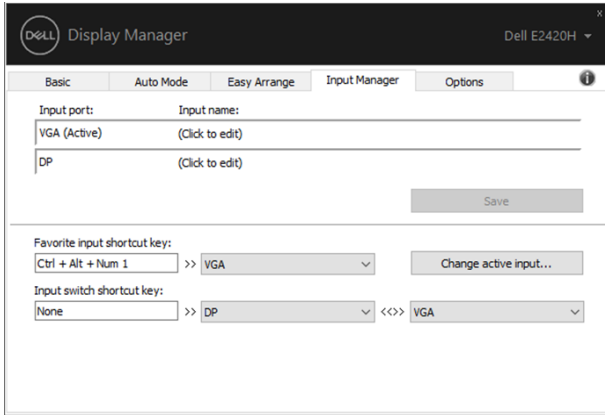 x
DELL Display Manager Dell E2420H
Basic Auto Mode Easy Arrange Input Manager Options i
Input port: Input name:
VGA (Active) (Click to edit)
DP (Click to edit)
Save
Favorite input shortcut key:
Ctrl + Alt + Num 1 >> VGA Change active input...
Input switch shortcut key:
None >> DP <<>> VGA